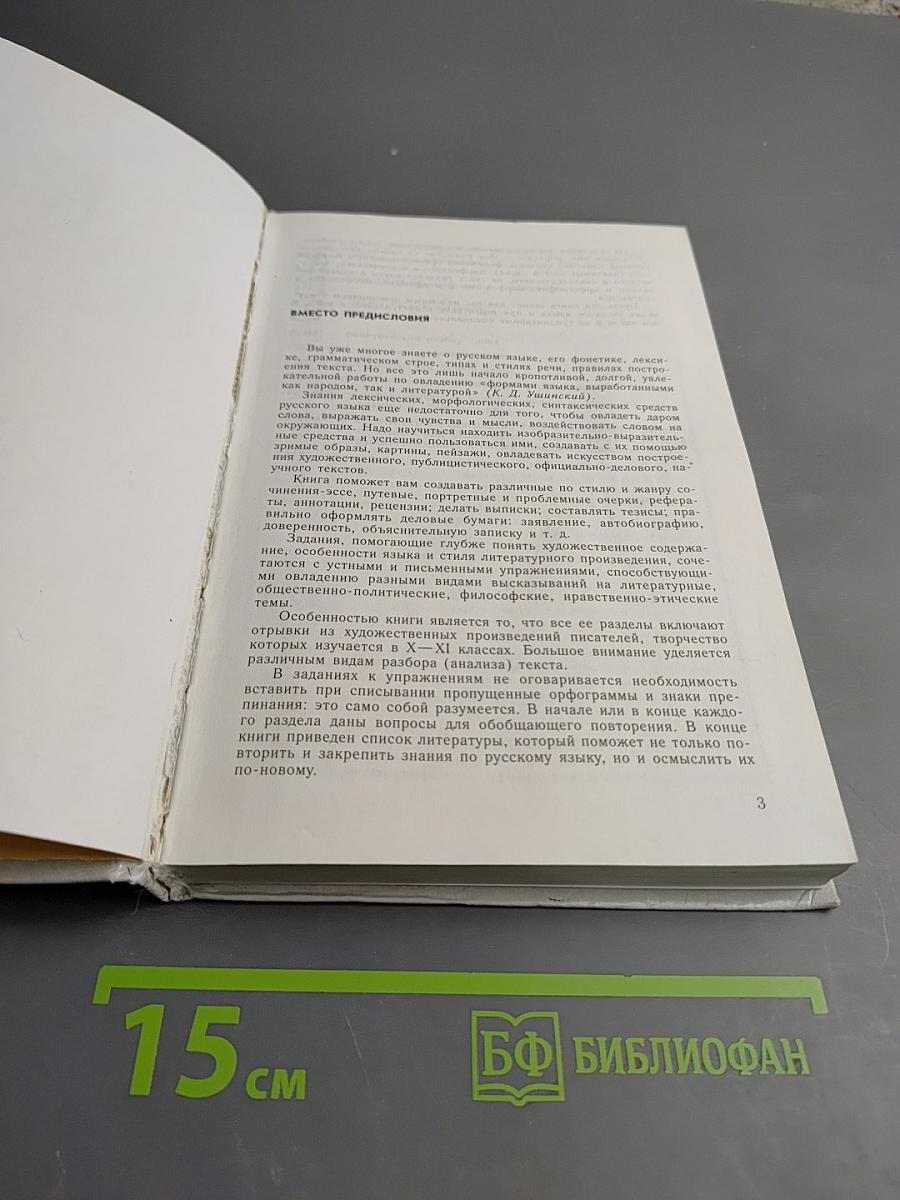 ВМЕСТО ПРЕДИСЛОВИЯ
Вы уже многое знаете о русском языке, его фонетике, лекси-
ке, грамматическом строе, типах и стилях речи, правилах постро-
ения текста. Но все это лишь начало кропотливой, долгой, увле-
кательной работы по овладению «формами языка, выработанными
как народом, так и литературой» (К. Д. Ушинский).
Знания лексических, морфологических, синтаксических средств
русского языка еще недостаточно для того, чтобы овладеть даром
слова, выражать свои чувства и мысли, воздействовать словом на
окружающих. Надо научиться находить изобразительно-выразитель-
ные средства и успешно пользоваться ими, создавать с их помощью
зримые образы, картины, пейзажи, овладевать искусством построе-
ния художественного, публицистического, официально-делового, на-
учного текстов.
Книга поможет вам создавать различные по стилю и жанру со-
чинения-эссе, путевые, портретные и проблемные очерки, рефера-
ты, аннотации, рецензии; делать выписки; составлять тезисы; пра-
вильно оформлять деловые бумаги: заявление, автобиографию,
доверенность, объяснительную записку и т. д.
Задания, помогающие глубже понять художественное содержа-
ние, особенности языка и стиля литературного произведения, соче-
таются с устными и письменными упражнениями, способствующи-
ми овладению разными видами высказываний на литературные,
общественно-политические, философские, нравственно-этические
темы.
Особенностью книги является то, что все ее разделы включают
отрывки из художественных произведений писателей, творчество
которых изучается в X—XI классах. Большое внимание уделяется
различным видам разбора (анализа) текста.
В заданиях к упражнениям не оговаривается необходимость
вставить при списывании пропущенные орфограммы и знаки пре-
пинания: это само собой разумеется. В начале или в конце каждо-
го раздела даны вопросы для обобщающего повторения. В конце
книги приведен список литературы, который поможет не только по-
вторить и закрепить знания по русскому языку, но и осмыслить их
по-новому.
3
15 см
БФ БИБЛИОФАН